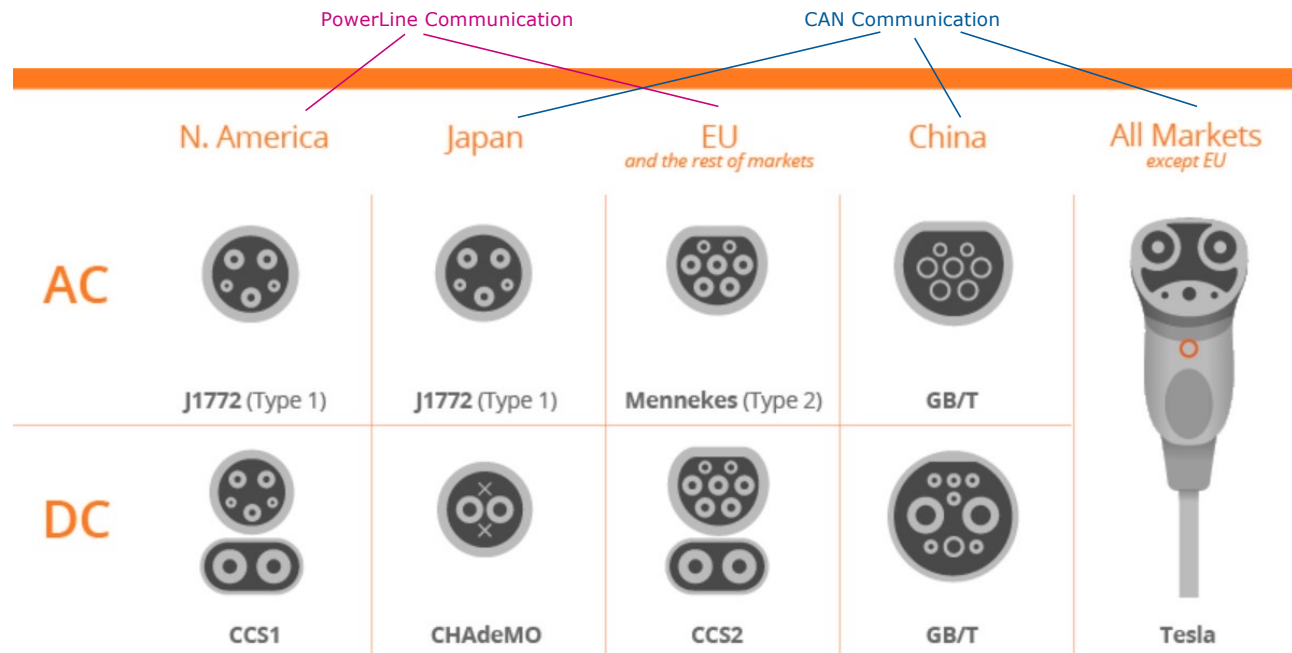 PowerLine Communication
CAN Communication
N. America
Japan
EU
and the rest of markets
China
All Markets
except EU
AC
J1772 (Type 1)
J1772 (Type 1)
Mennekes (Type 2)
GB/T
DC
CCS1
CHAdeMO
CCS2
GB/T
Tesla